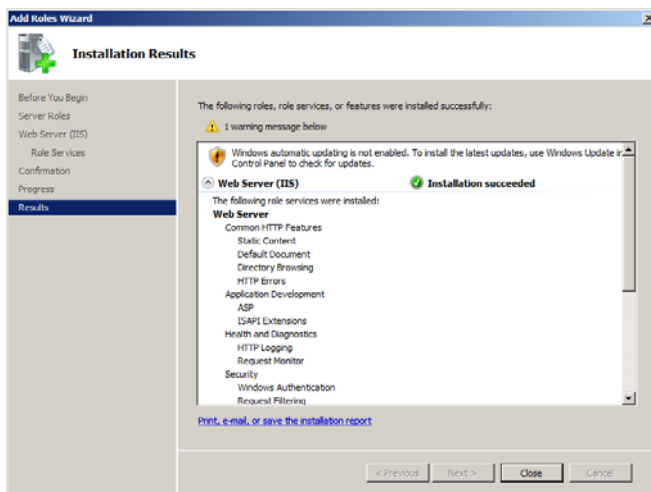 Add Roles Wizard
Installation Results
Before You Begin
Server Roles
Web Server (IIS)
Role Services
Confirmation
Progress
Results
The following roles, role services, or features were installed successfully:
1 warning message below
Windows automatic updating is not enabled. To install the latest updates, use Windows Update in
Control Panel to check for updates.
Web Server (IIS) Installation succeeded
The following role services were installed:
Web Server
Common HTTP Features
Static Content
Default Document
Directory Browsing
HTTP Errors
Application Development
ASP
ISAPI Extensions
Health and Diagnostics
HTTP Logging
Request Monitor
Security
Windows Authentication
Request Filtering
Print, e-mail, or save the installation report
< Previous Next > Close Cancel